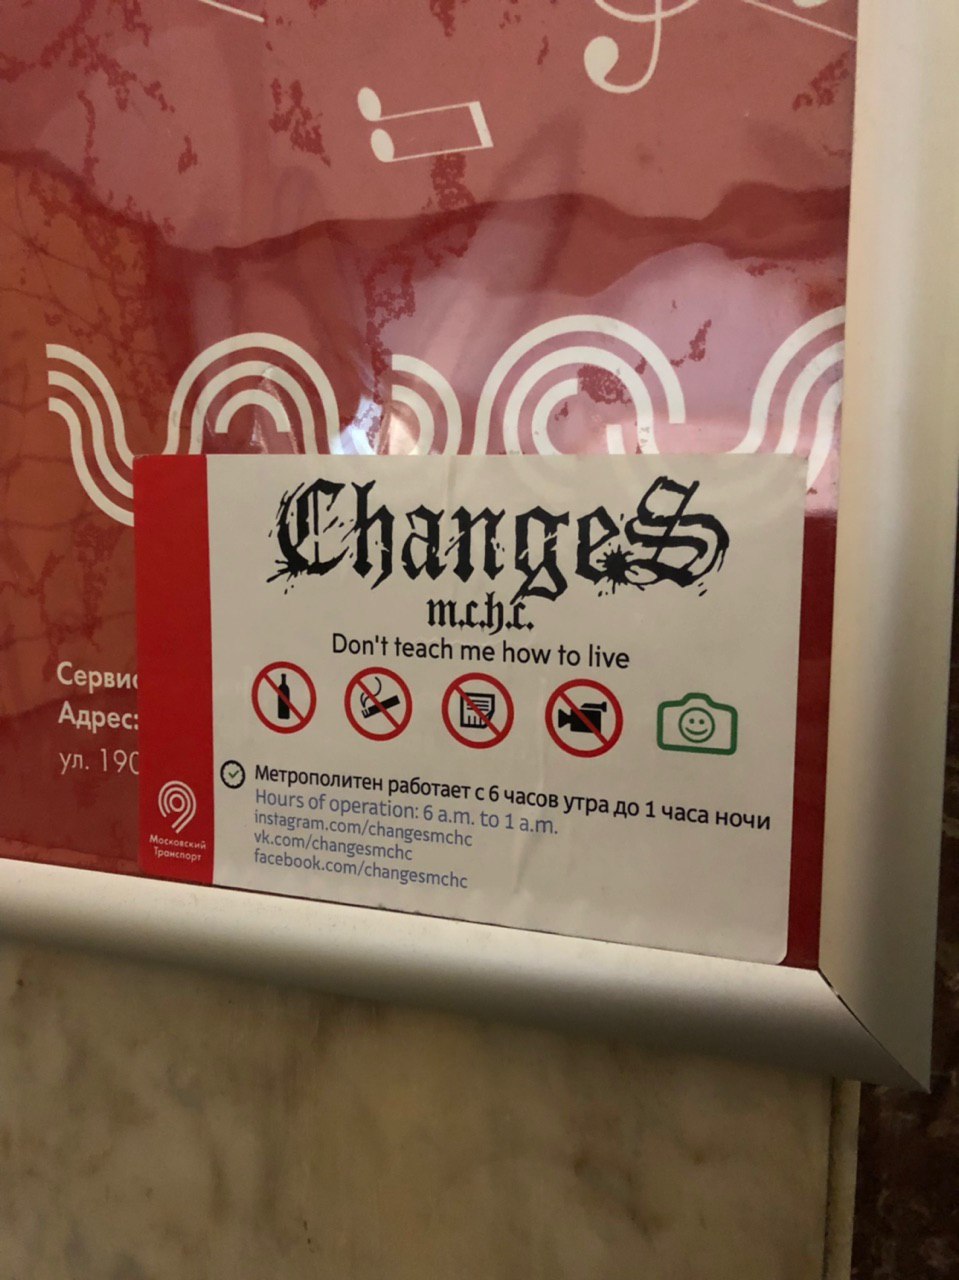 Changes
m.c.h.c.
Don't teach me how to live
Сервис
Адрес:
ул. 190
Метрополитен работает с 6 часов утра до 1 часа ночи
Hours of operation: 6 a.m. to 1 a.m.
instagram.com/changesmchc
vk.com/changesmchc
facebook.com/changesmchc
Московский
Транспорт